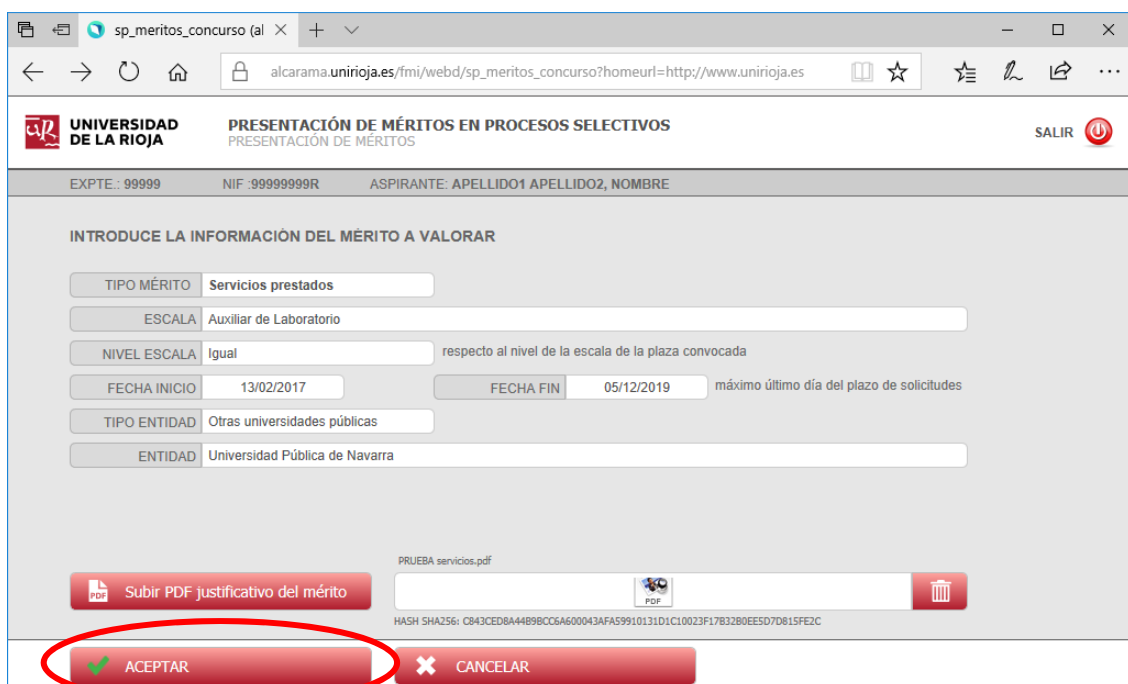 sp_meritos_concurso (al
alcarama.unirioja.es/fmi/webd/sp_meritos_concurso?homeurl=http://www.unirioja.es
UNIVERSIDAD
DE LA RIOJA
PRESENTACIÓN DE MÉRITOS EN PROCESOS SELECTIVOS
PRESENTACIÓN DE MÉRITOS
SALIR
EXPTE.: 99999 NIF :99999999R ASPIRANTE: APELLIDO1 APELLIDO2, NOMBRE
INTRODUCE LA INFORMACIÓN DEL MÉRITO A VALORAR
TIPO MÉRITO Servicios prestados
ESCALA Auxiliar de Laboratorio
NIVEL ESCALA Igual respecto al nivel de la escala de la plaza convocada
FECHA INICIO 13/02/2017 FECHA FIN 05/12/2019 máximo último día del plazo de solicitudes
TIPO ENTIDAD Otras universidades públicas
ENTIDAD Universidad Pública de Navarra
PRUEBA servicios.pdf
PDF Subir PDF justificativo del mérito PDF
HASH SHA256: C843CED8A44B9BCC6A600043AFA59910131D1C10023F17B32B0EE5D7D815FE2C
ACEPTAR CANCELAR